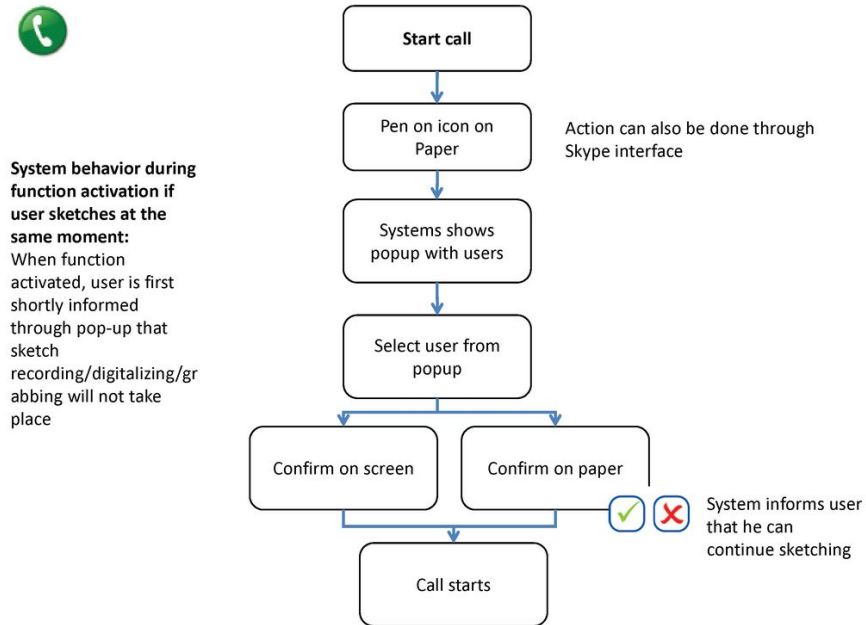 Start call
Pen on icon on
Paper
Action can also be done through
Skype interface
System behavior during
function activation if
user sketches at the
same moment:
When function
activated, user is first
shortly informed
through pop-up that
sketch
recording/digitalizing/gr
abbing will not take
place
Systems shows
popup with users
Select user from
popup
Confirm on screen
Confirm on paper
System informs user
that he can
continue sketching
Call starts